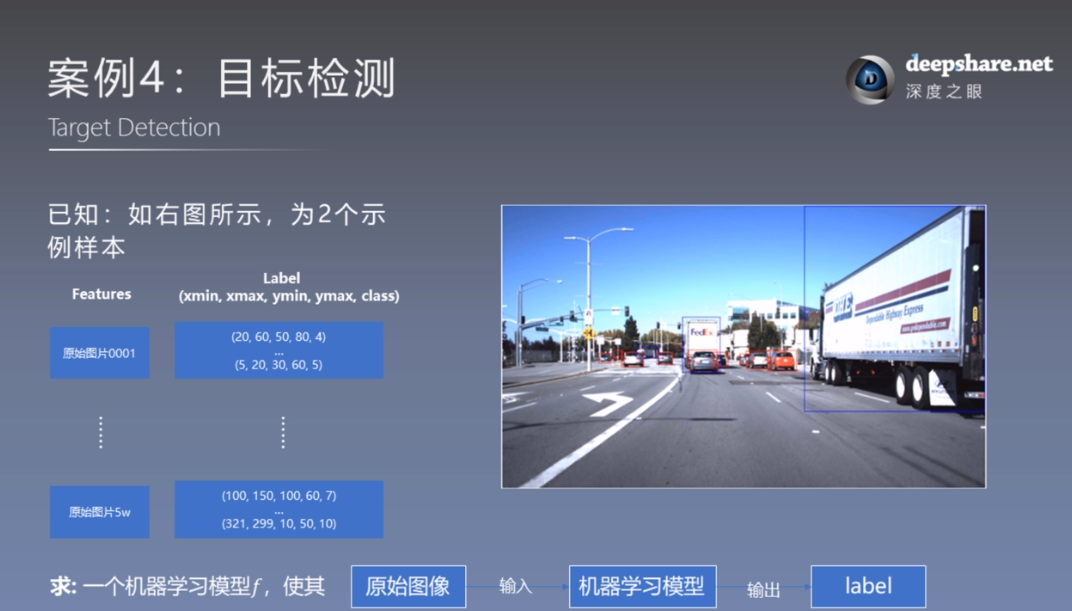 案例4：目标检测
Target Detection
deepshare.net
深度之眼
已知：如右图所示，为2个示
例样本
Features
Label
(xmin, xmax, ymin, ymax, class)
原始图片0001
(20, 60, 50, 80, 4)
...
(5, 20, 30, 60, 5)
原始图片5w
(100, 150, 100, 60, 7)
...
(321, 299, 10, 50, 10)
FedEx
Dependable Highway Express
www.godependable.com
求: 一个机器学习模型f，使其
原始图像
输入
机器学习模型
输出
label